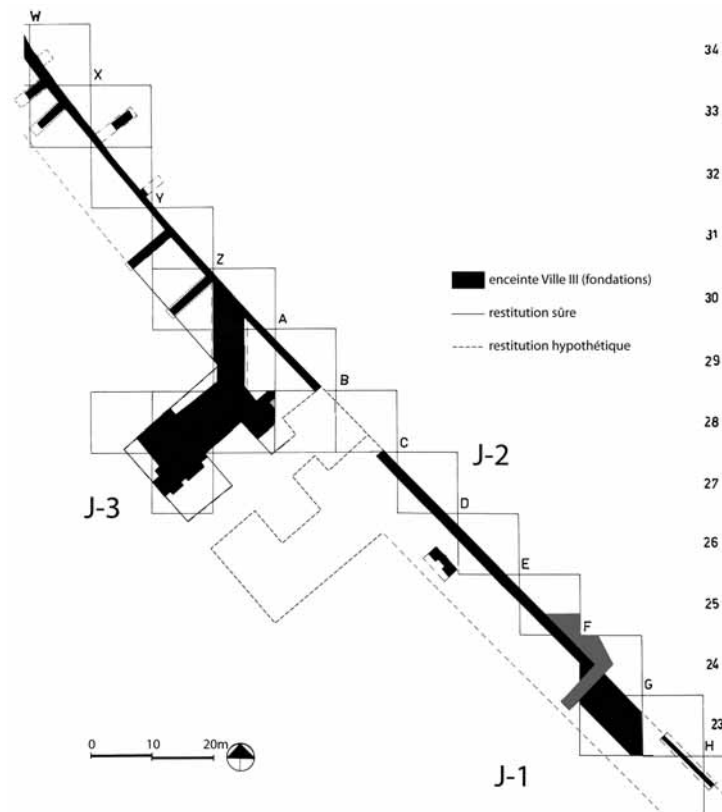 W
34
X
33
32
Y
31
Z
30
enceinte Ville III (fondations)
A
restitution sûre
restitution hypothétique
29
B
28
C
J-2
27
J-3
D
26
E
25
F
24
G
23
0 10 20m
H
J-1